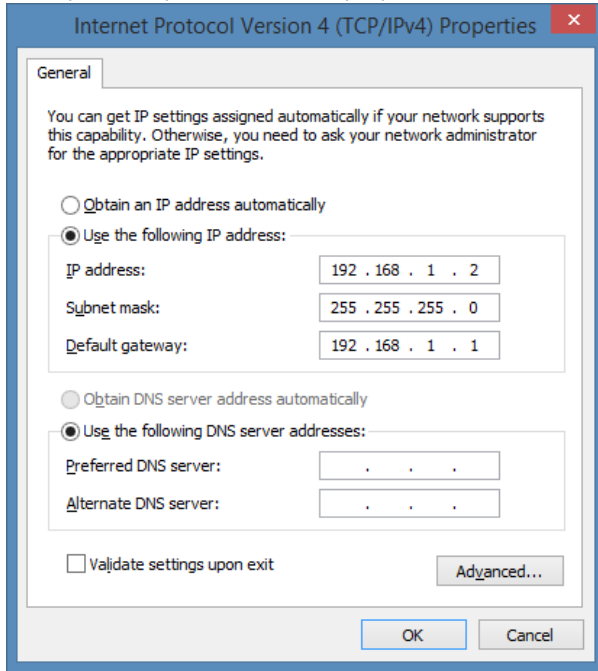 Internet Protocol Version 4 (TCP/IPv4) Properties
General
You can get IP settings assigned automatically if your network supports
this capability. Otherwise, you need to ask your network administrator
for the appropriate IP settings.
Obtain an IP address automatically
Use the following IP address:
IP address: 192 . 168 . 1 . 2
Subnet mask: 255 . 255 . 255 . 0
Default gateway: 192 . 168 . 1 . 1
Obtain DNS server address automatically
Use the following DNS server addresses:
Preferred DNS server: . . .
Alternate DNS server: . . .
Validate settings upon exit
Advanced...
OK Cancel